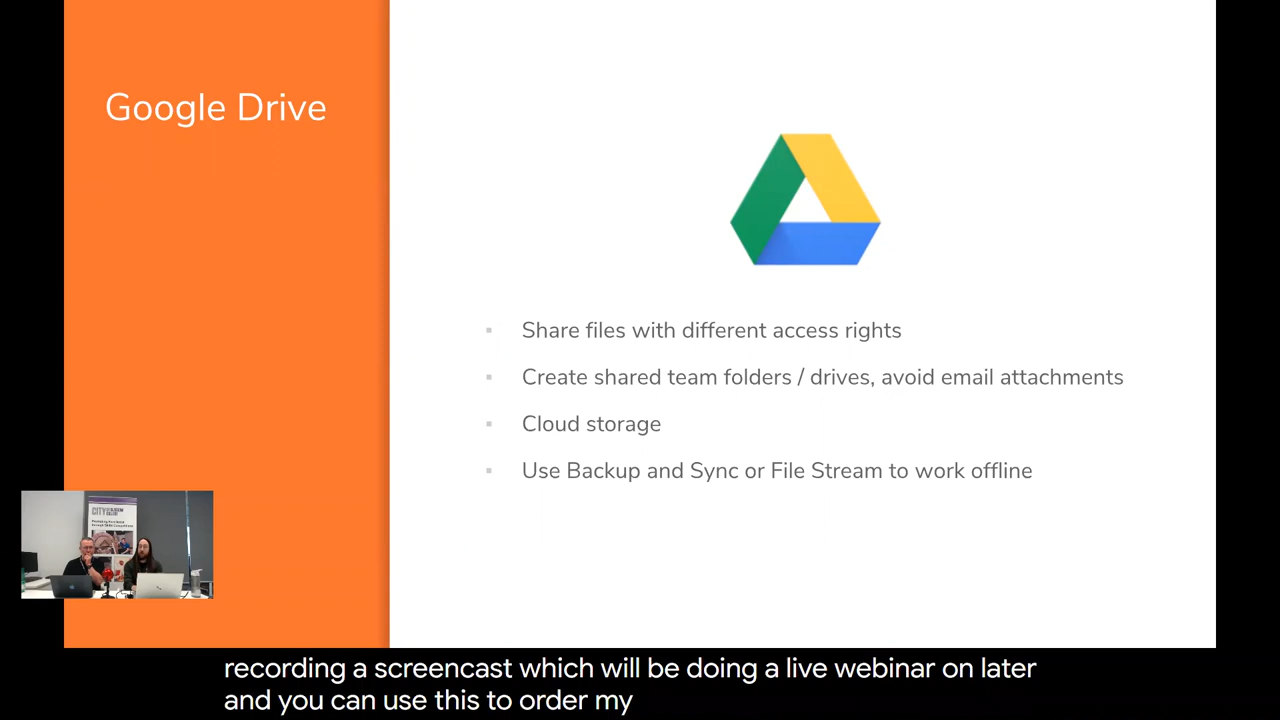 Google Drive
Share files with different access rights
Create shared team folders / drives, avoid email attachments
Cloud storage
Use Backup and Sync or File Stream to work offline
CITY
recording a screencast which will be doing a live webinar on later
and you can use this to order my